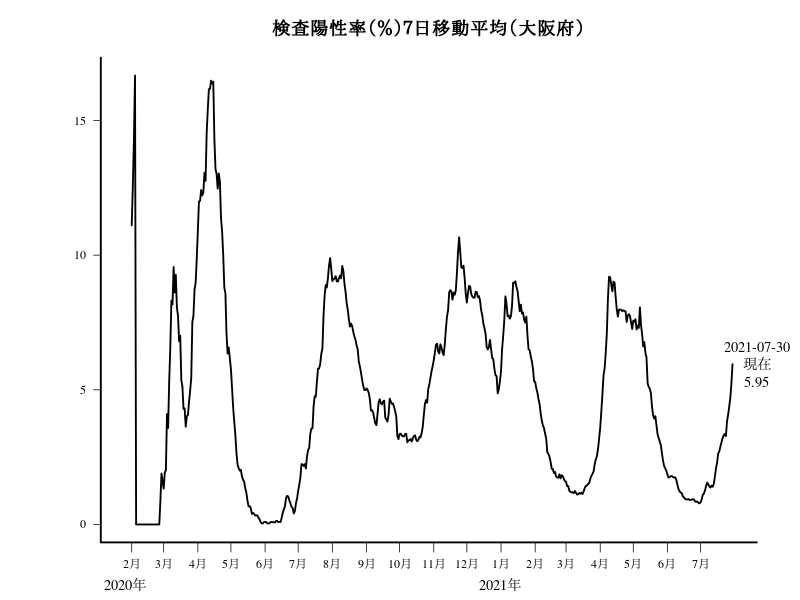 検査陽性率(%)7日移動平均(大阪府)
15
10
5
0
2021-07-30
現在
5.95
2月 3月 4月 5月 6月 7月 8月 9月 10月 11月 12月 1月 2月 3月 4月 5月 6月 7月
2020年 2021年